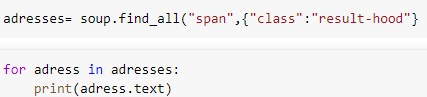 adresses= soup.find_all("span",{"class":"result-hood"}
for adress in adresses:
    print(adress.text)